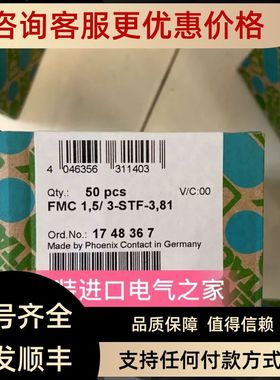 咨询客服更优惠价格
4 046356 311403
Qty.: 50 pcs V/C:00
FMC 1,5/ 3-STF-3,81
Ord.No.: 17 48 36 7
Made by Phoenix Contact in Germany
装进口电气之家
号齐全
品质保障 值得信赖
发顺丰
支持任何付款方式